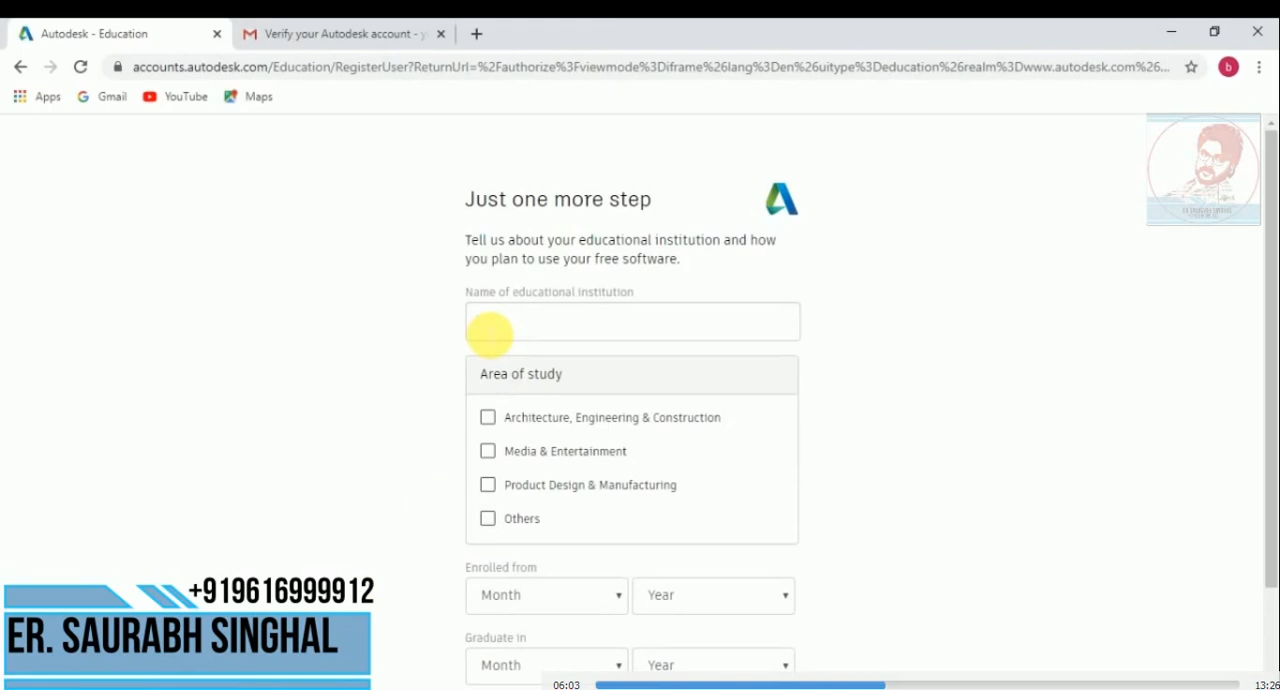 Autodesk - Education
Verify your Autodesk account -
accounts.autodesk.com/Education/RegisterUser?ReturnUrl=%2Fauthorize%3Fviewmode%3Diframe%26lang%3Den%26uitype%3Deducation%26realm%3Dwww.autodesk.com%26...
b
Apps
Gmail
YouTube
Maps
ER SAURABH SINGHAL
Just one more step
Tell us about your educational institution and how
you plan to use your free software.
Name of educational institution
Area of study
Architecture, Engineering & Construction
Media & Entertainment
Product Design & Manufacturing
Others
Enrolled from
Month
Year
Graduate in
Month
Year
+919616999912
ER. SAURABH SINGHAL
06:03
13:26